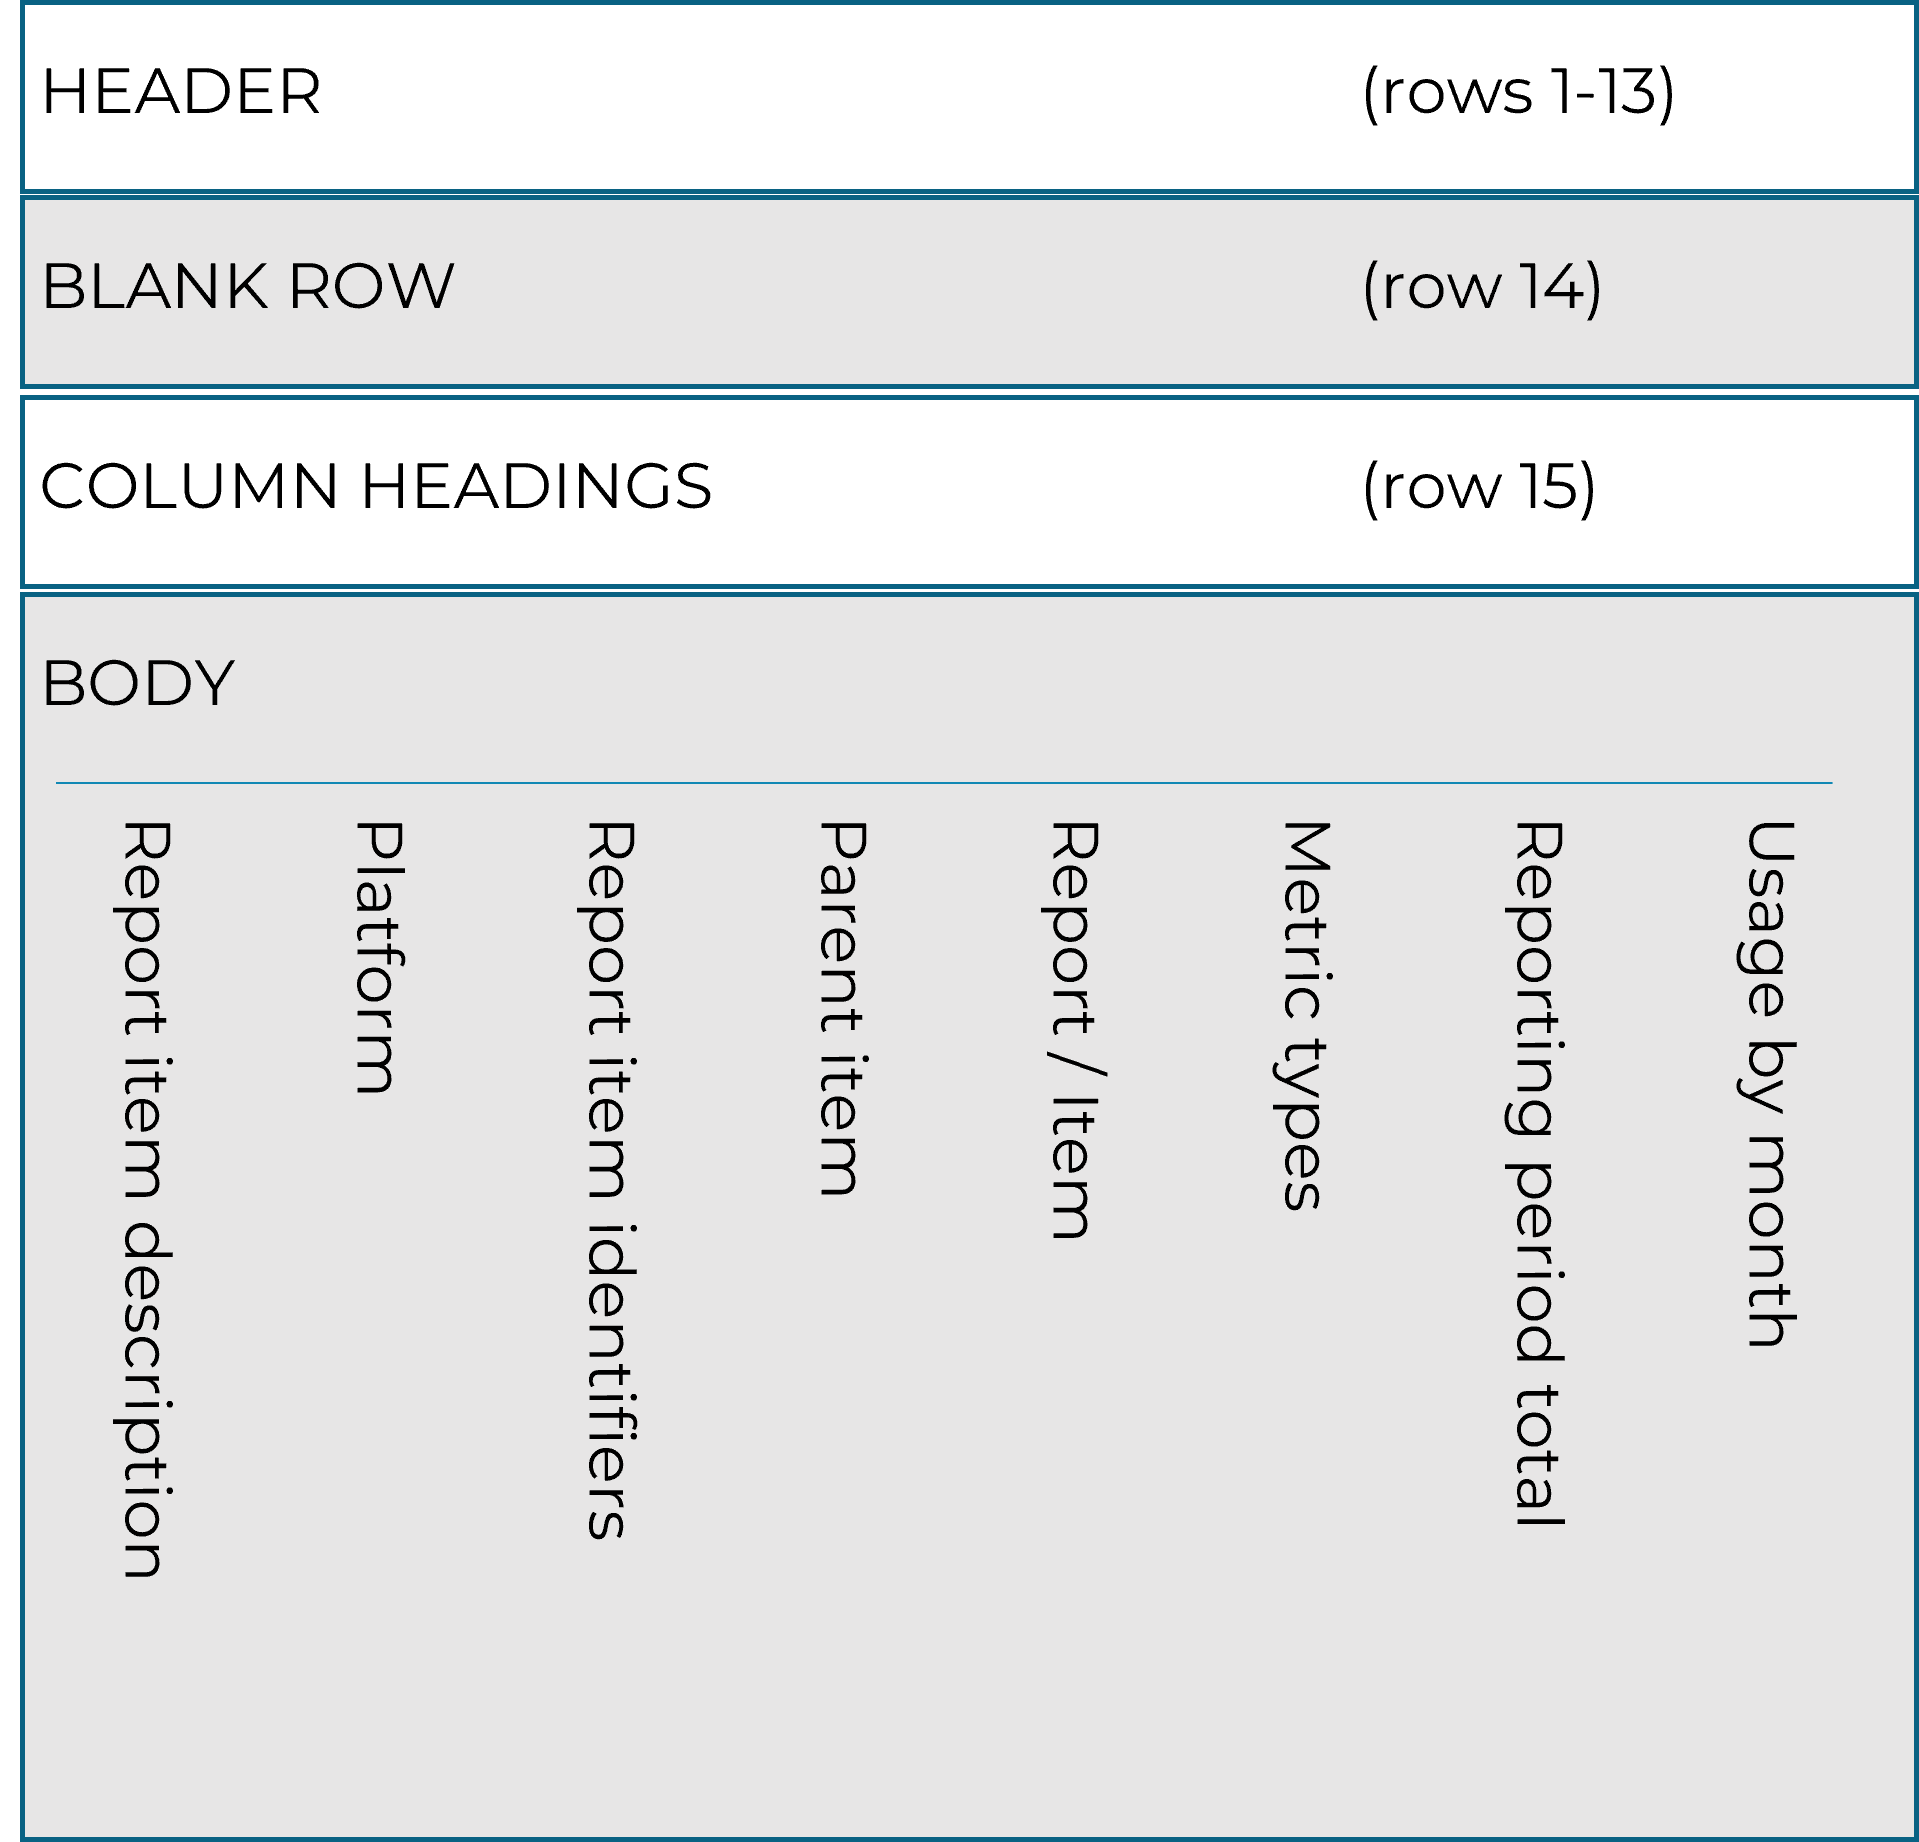 HEADER (rows 1-13)
BLANK ROW (row 14)
COLUMN HEADINGS (row 15)
BODY
Report item description
Platform
Report item identifiers
Parent item
Report / Item
Metric types
Reporting period total
Usage by month